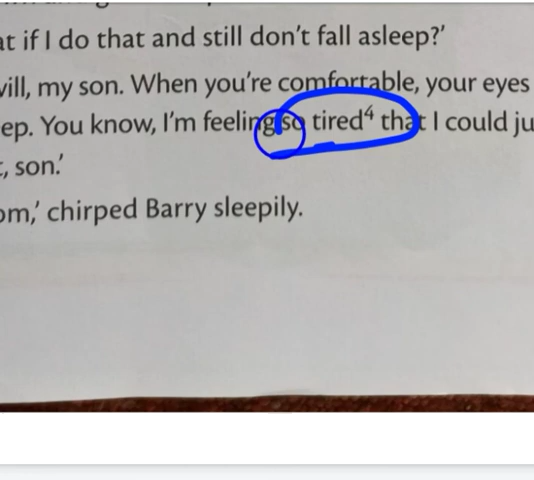 at if I do that and still don't fall asleep?'
will, my son. When you're comfortable, your eyes
ep. You know, I'm feeling so tired⁴ that I could ju
, son.'
om,' chirped Barry sleepily.